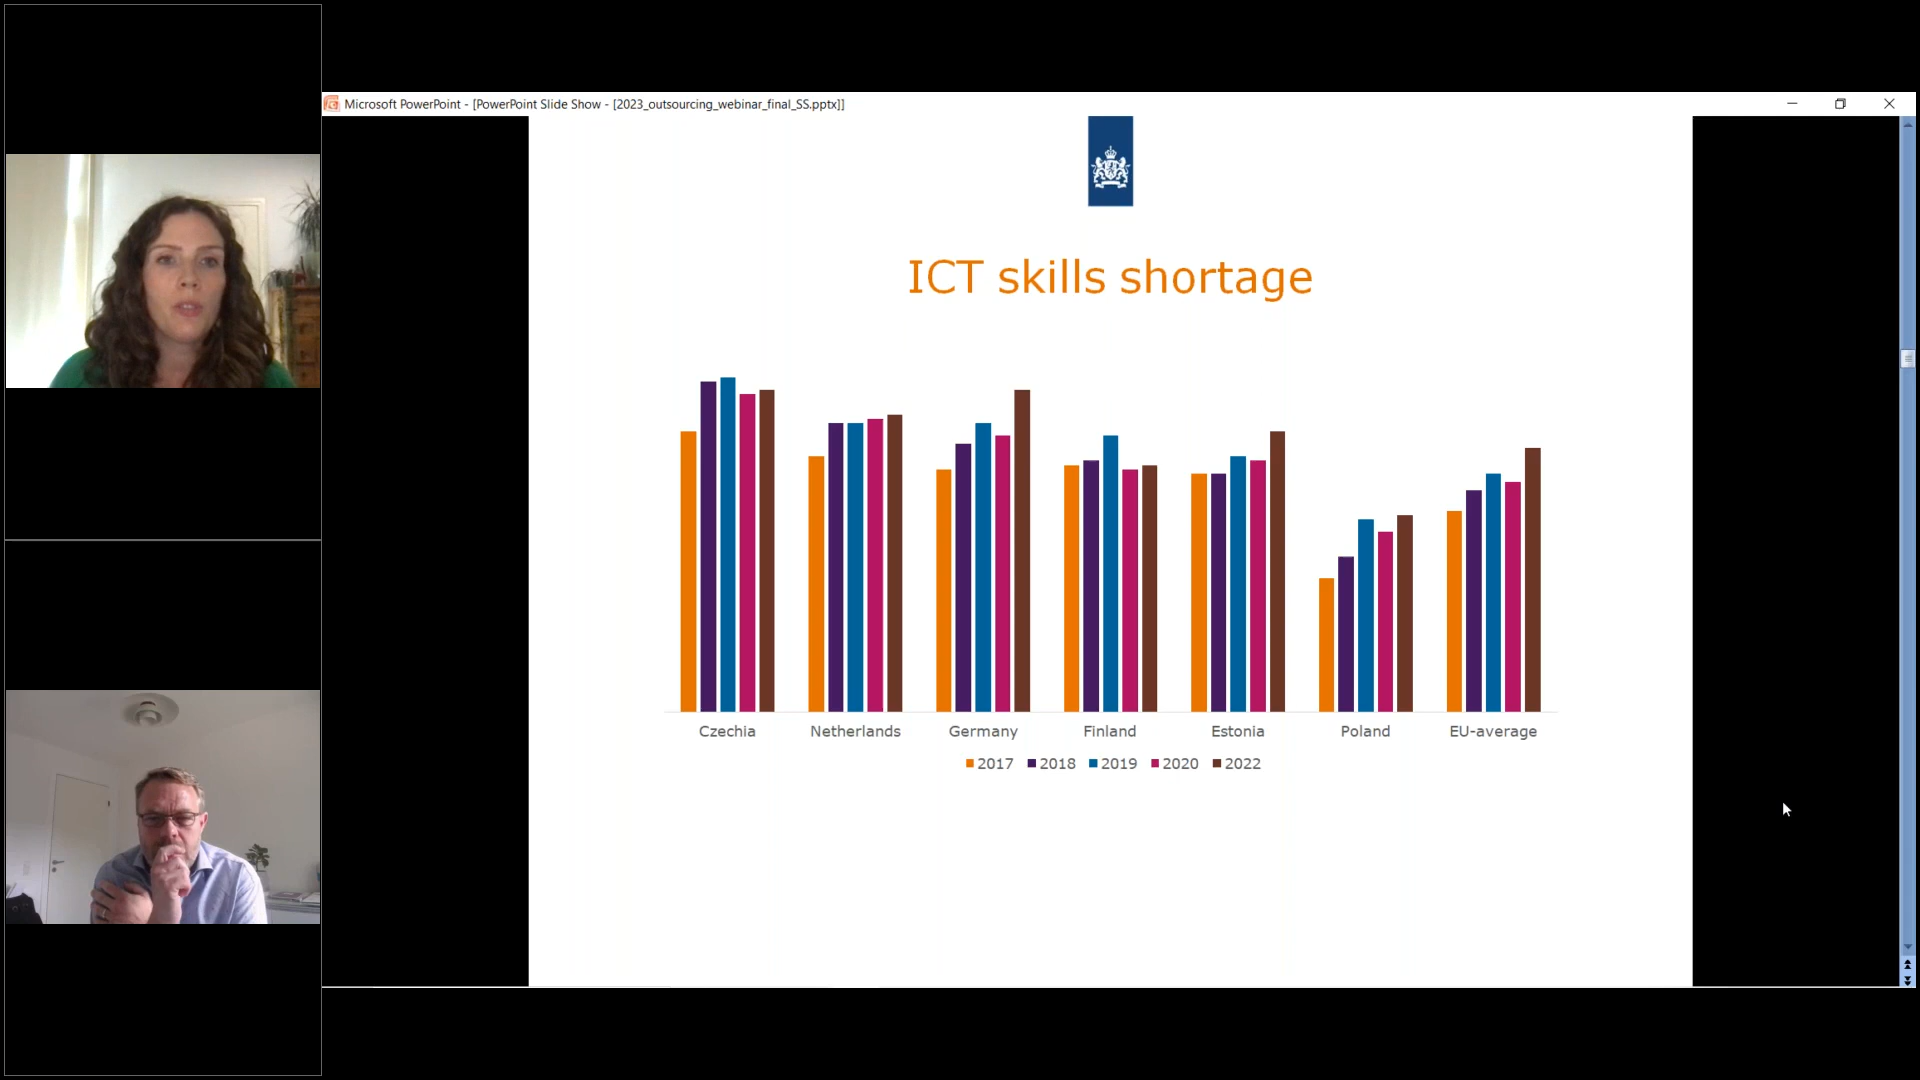 Microsoft PowerPoint - [PowerPoint Slide Show - [2023_outsourcing_webinar_final_SS.pptx]]
ICT skills shortage
Czechia Netherlands Germany Finland Estonia Poland EU-average
2017 2018 2019 2020 2022